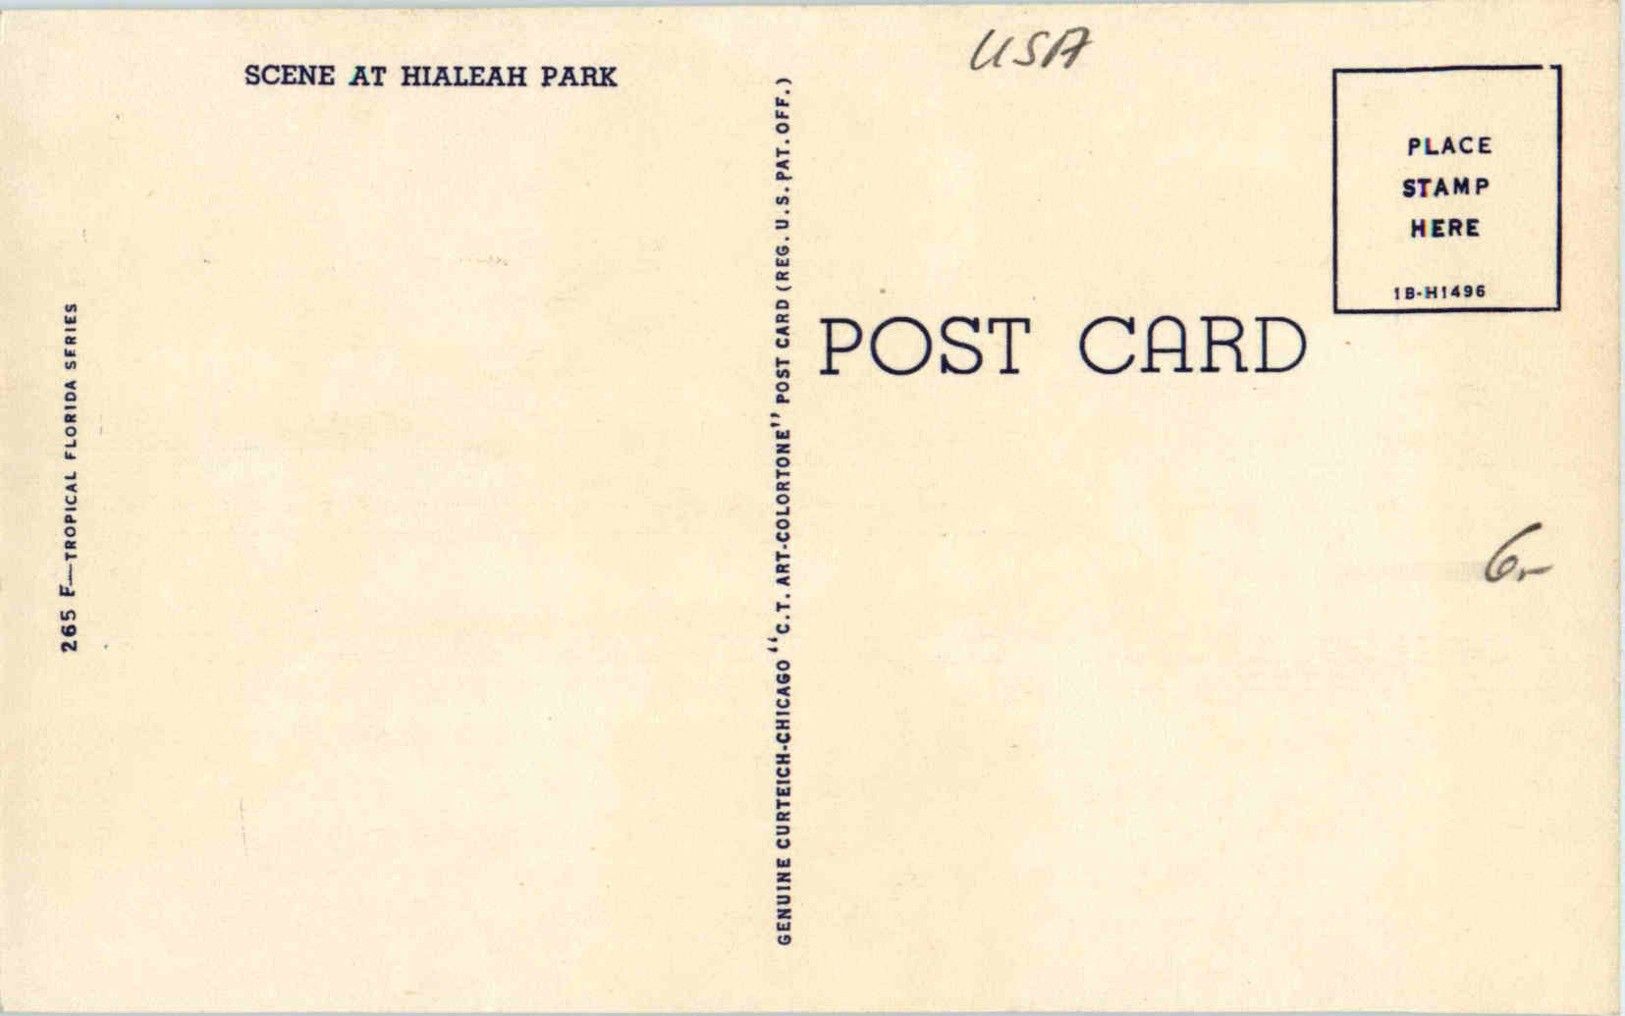 SCENE AT HIALEAH PARK
265 F—TROPICAL FLORIDA SERIES
GENUINE CURTEICH-CHICAGO "C.T. ART-COLORTONE" POST CARD (REG. U.S. PAT. OFF.)
USA
PLACE
STAMP
HERE
1B-H1496
POST CARD
6,-